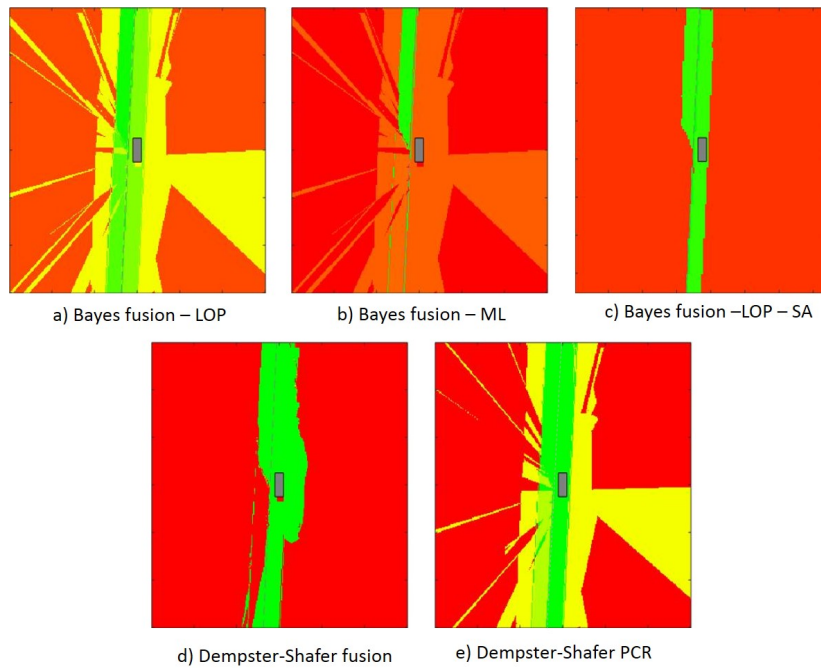 a) Bayes fusion – LOP
b) Bayes fusion – ML
c) Bayes fusion –LOP – SA
d) Dempster-Shafer fusion
e) Dempster-Shafer PCR